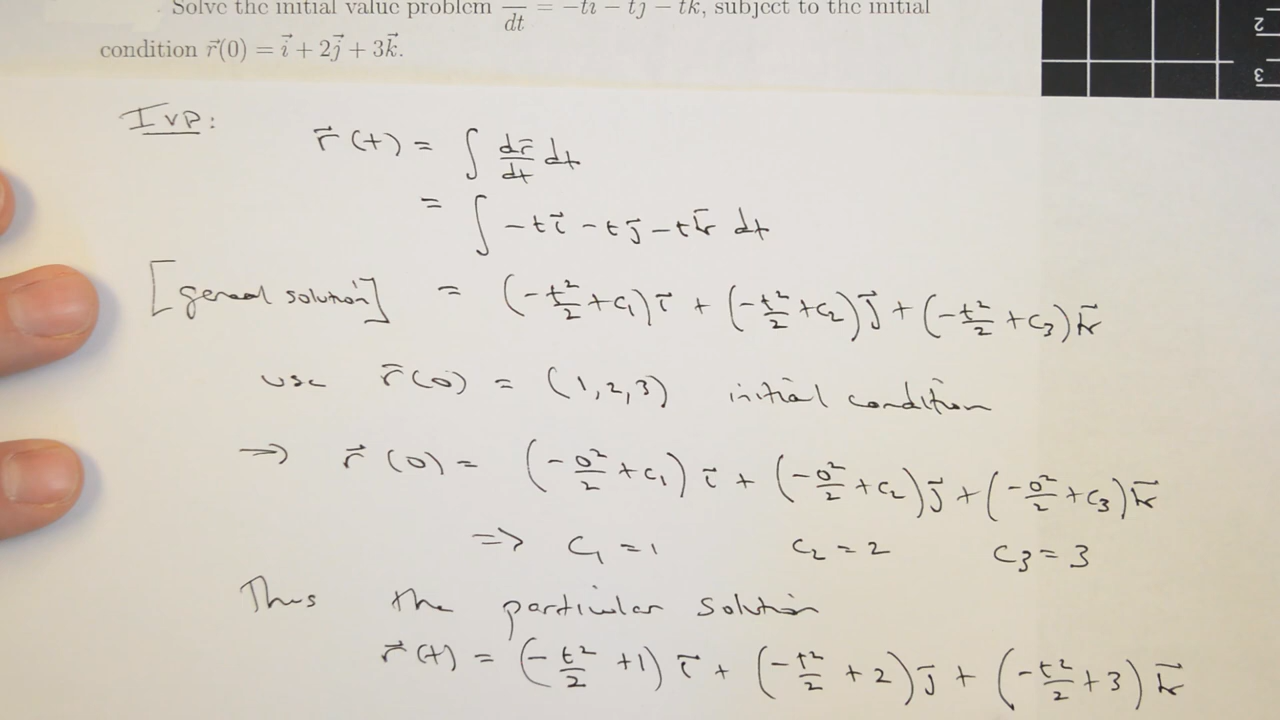 Solve the initial value problem dr⃗/dt = −ti⃗ − tj⃗ − tk⃗, subject to the initial
condition r⃗(0) = i⃗ + 2j⃗ + 3k⃗.
2
3
IVP:
r⃗(t) = ∫ dr⃗/dt dt
= ∫ −ti⃗ − tj⃗ − tk⃗ dt
[general solution] = (−t²/2 + c₁)i⃗ + (−t²/2 + c₂)j⃗ + (−t²/2 + c₃)k⃗
use r⃗(0) = (1,2,3) initial condition
⇒ r⃗(0) = (−0²/2 + c₁)i⃗ + (−0²/2 + c₂)j⃗ + (−0²/2 + c₃)k⃗
⇒ c₁ = 1 c₂ = 2 c₃ = 3
Thus the particular solution
r⃗(t) = (−t²/2 + 1)i⃗ + (−t²/2 + 2)j⃗ + (−t²/2 + 3)k⃗